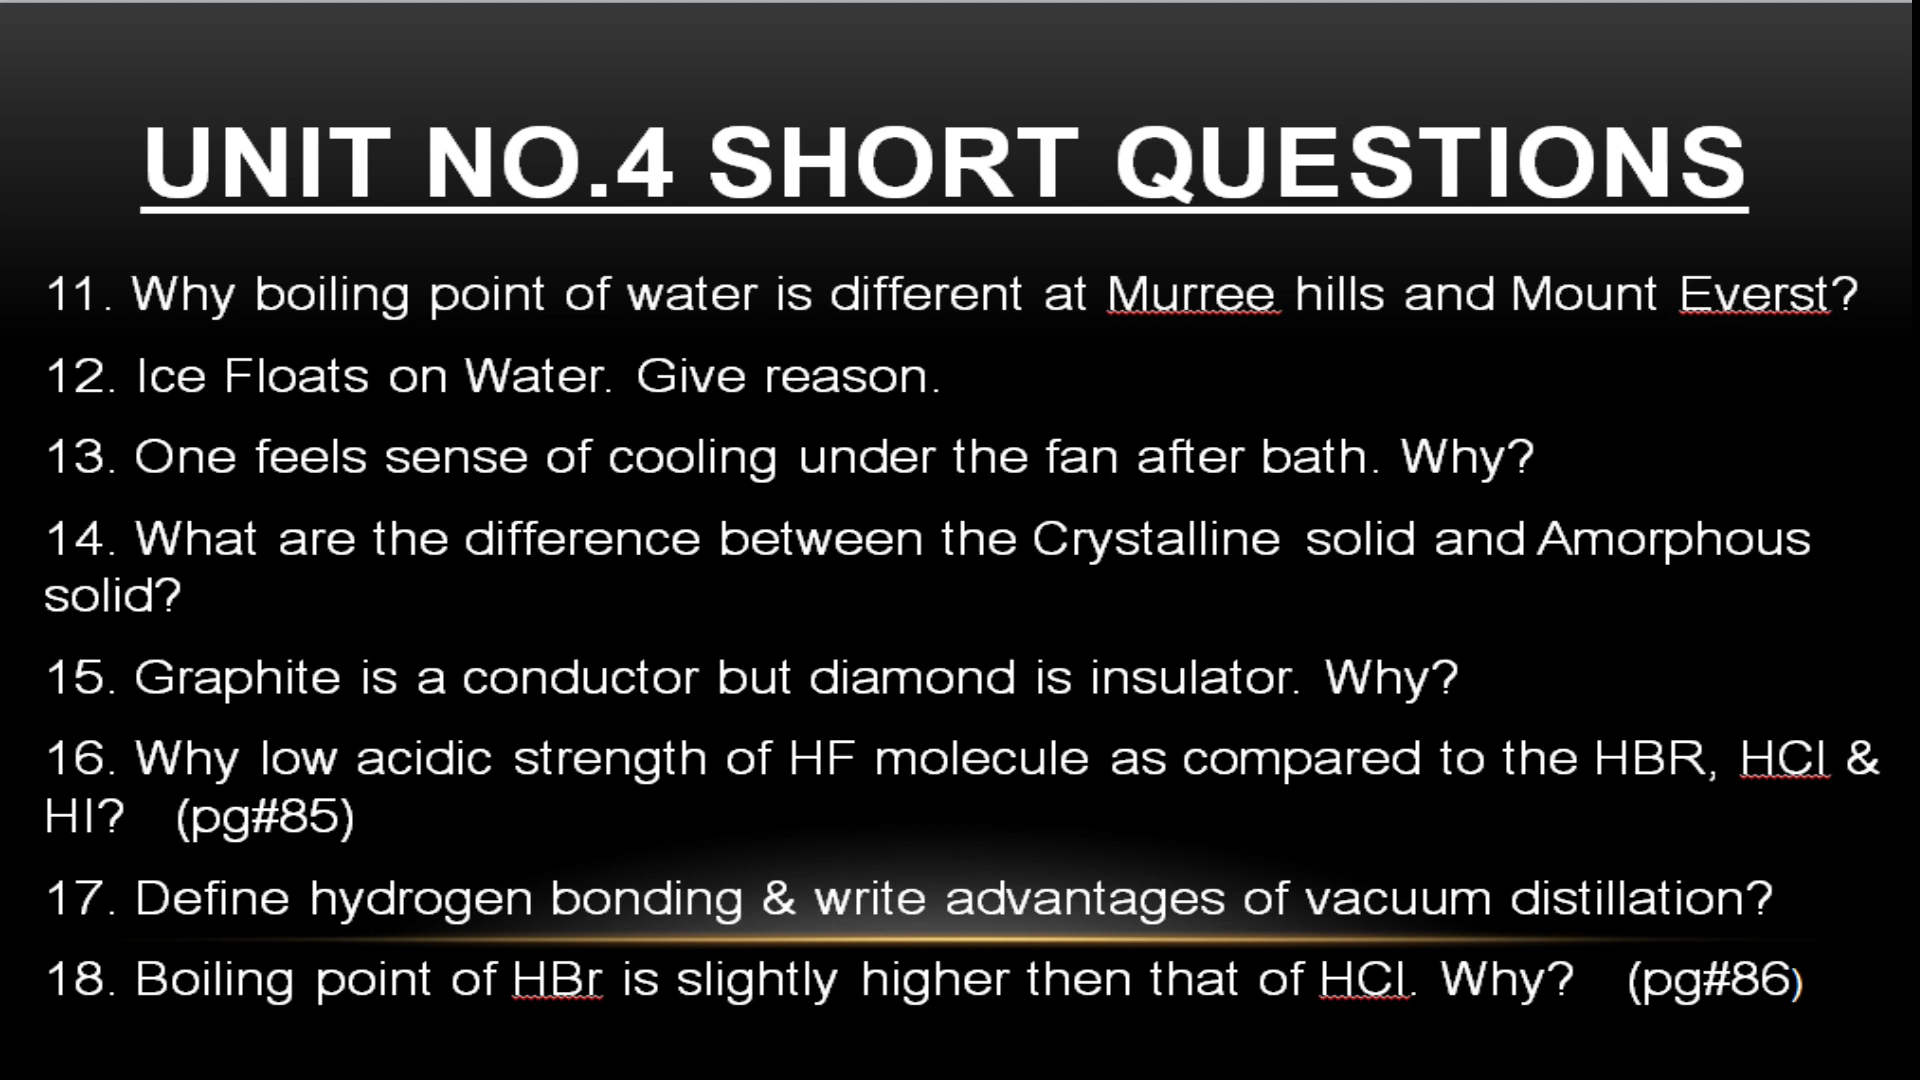 UNIT NO.4 SHORT QUESTIONS
11. Why boiling point of water is different at Murree hills and Mount Everst?
12. Ice Floats on Water. Give reason.
13. One feels sense of cooling under the fan after bath. Why?
14. What are the difference between the Crystalline solid and Amorphous
solid?
15. Graphite is a conductor but diamond is insulator. Why?
16. Why low acidic strength of HF molecule as compared to the HBR, HCl &
HI? (pg#85)
17. Define hydrogen bonding & write advantages of vacuum distillation?
18. Boiling point of HBr is slightly higher then that of HCl. Why? (pg#86)